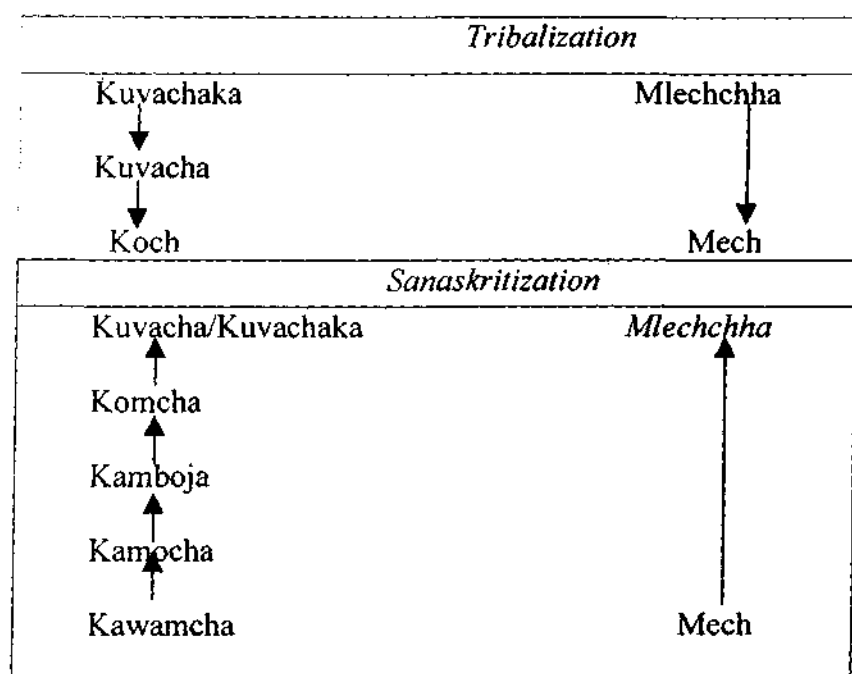 Tribalization
Kuvachaka Mlechchha
Kuvacha
Koch Mech
Sanaskritization
Kuvacha/Kuvachaka Mlechchha
Komcha
Kamboja
Kamocha
Kawamcha Mech